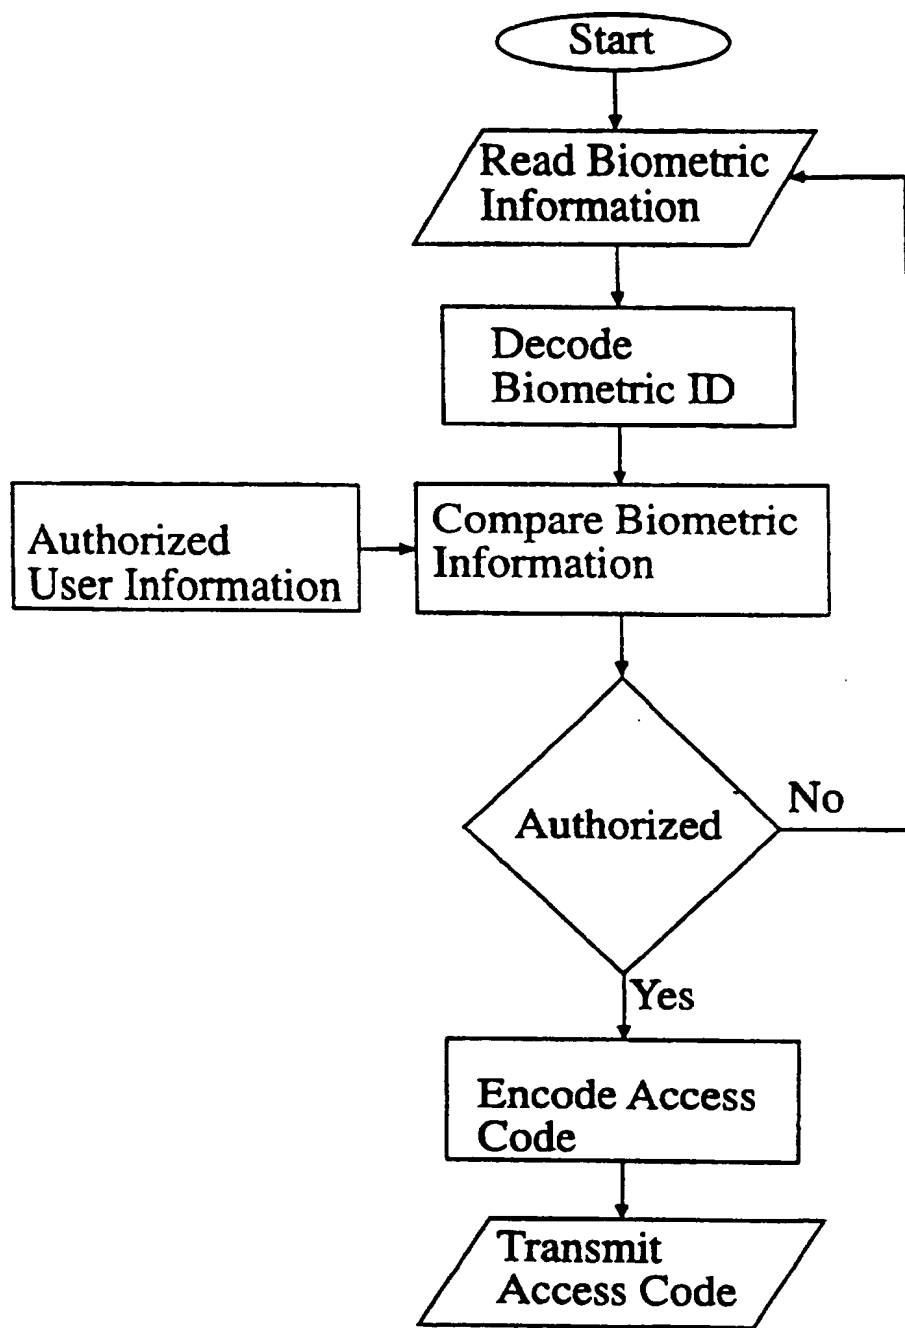 Start
Read Biometric
Information
Decode
Biometric ID
Authorized
User Information
Compare Biometric
Information
Authorized
No
Yes
Encode Access
Code
Transmit
Access Code